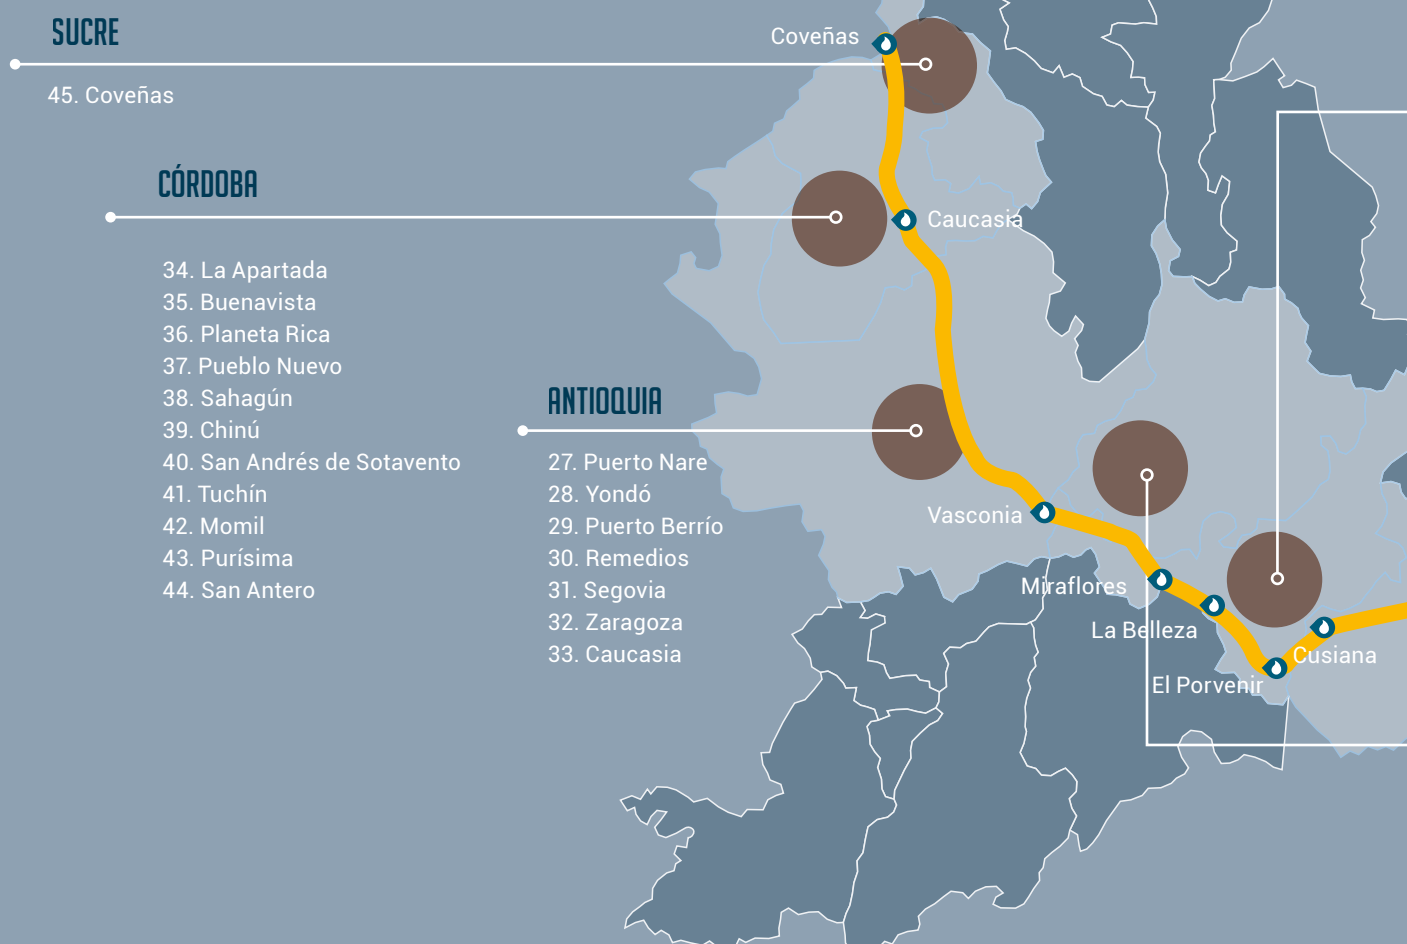 SUCRE
45. Coveñas
CÓRDOBA
34. La Apartada
35. Buenavista
36. Planeta Rica
37. Pueblo Nuevo
38. Sahagún
39. Chinú
40. San Andrés de Sotavento
41. Tuchín
42. Momil
43. Purísima
44. San Antero
ANTIOQUIA
27. Puerto Nare
28. Yondó
29. Puerto Berrío
30. Remedios
31. Segovia
32. Zaragoza
33. Caucasia
Coveñas
Caucasia
Vasconia
Miraflores
La Belleza
El Porvenir
Cusiana